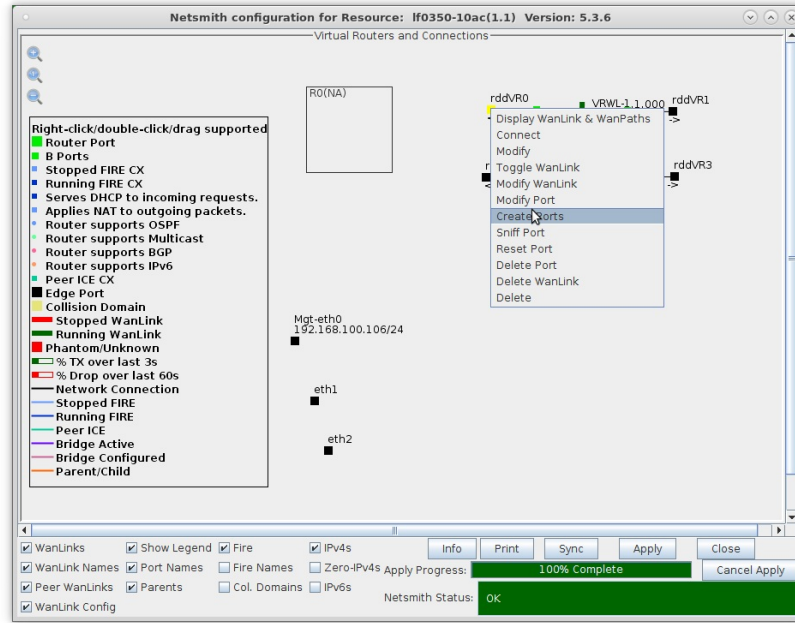 Netsmith configuration for Resource: lf0350-10ac(1.1) Version: 5.3.6
Virtual Routers and Connections
R0(NA)
rddVR0
VRWL-1.1.000
rddVR1
->
rddVR3
->
Display WanLink & WanPaths
Connect
Modify
Toggle WanLink
Modify WanLink
Modify Port
Create Ports
Sniff Port
Reset Port
Delete Port
Delete WanLink
Delete
Right-click/double-click/drag supported
Router Port
B Ports
Stopped FIRE CX
Running FIRE CX
Serves DHCP to incoming requests.
Applies NAT to outgoing packets.
Router supports OSPF
Router supports Multicast
Router supports BGP
Router supports IPv6
Peer ICE CX
Edge Port
Collision Domain
Stopped WanLink
Running WanLink
Phantom/Unknown
% TX over last 3s
% Drop over last 60s
Network Connection
Stopped FIRE
Running FIRE
Peer ICE
Bridge Active
Bridge Configured
Parent/Child
Mgt-eth0
192.168.100.106/24
eth1
eth2
WanLinks Show Legend Fire IPv4s Info Print Sync Apply Close
WanLink Names Port Names Fire Names Zero-IPv4s Apply Progress: 100% Complete Cancel Apply
Peer WanLinks Parents Col. Domains IPv6s
WanLink Config Netsmith Status: OK